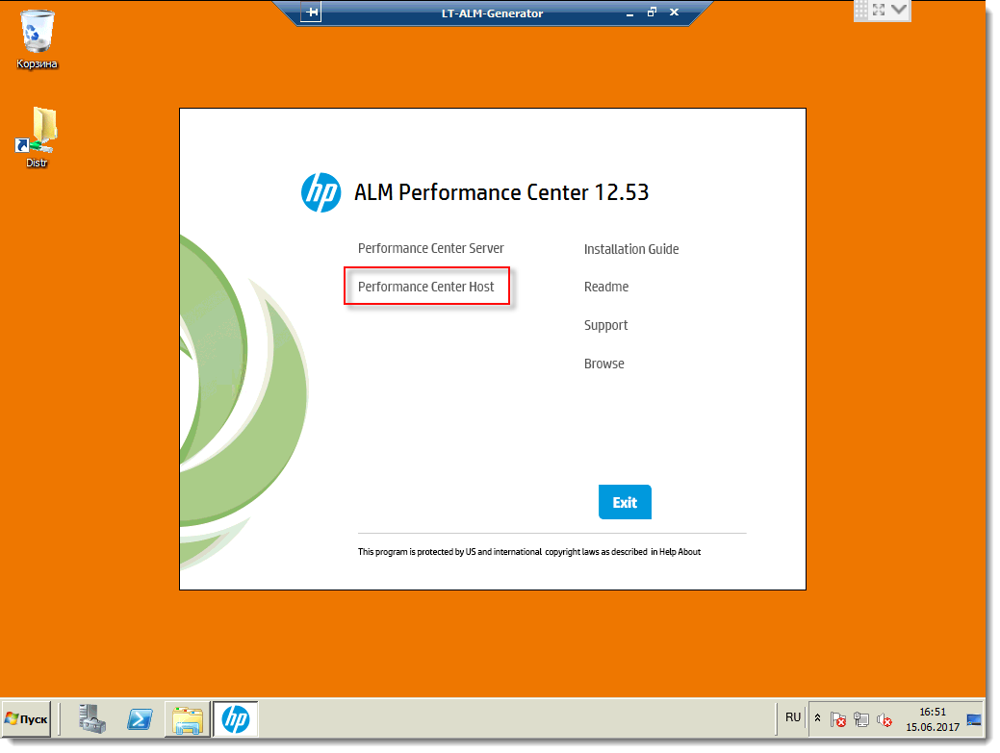 LT-ALM-Generator
Корзина
Distr
hp ALM Performance Center 12.53
Performance Center Server
Performance Center Host
Installation Guide
Readme
Support
Browse
Exit
This program is protected by US and international copyright laws as described in Help About
Пуск
hp
RU
16:51
15.06.2017